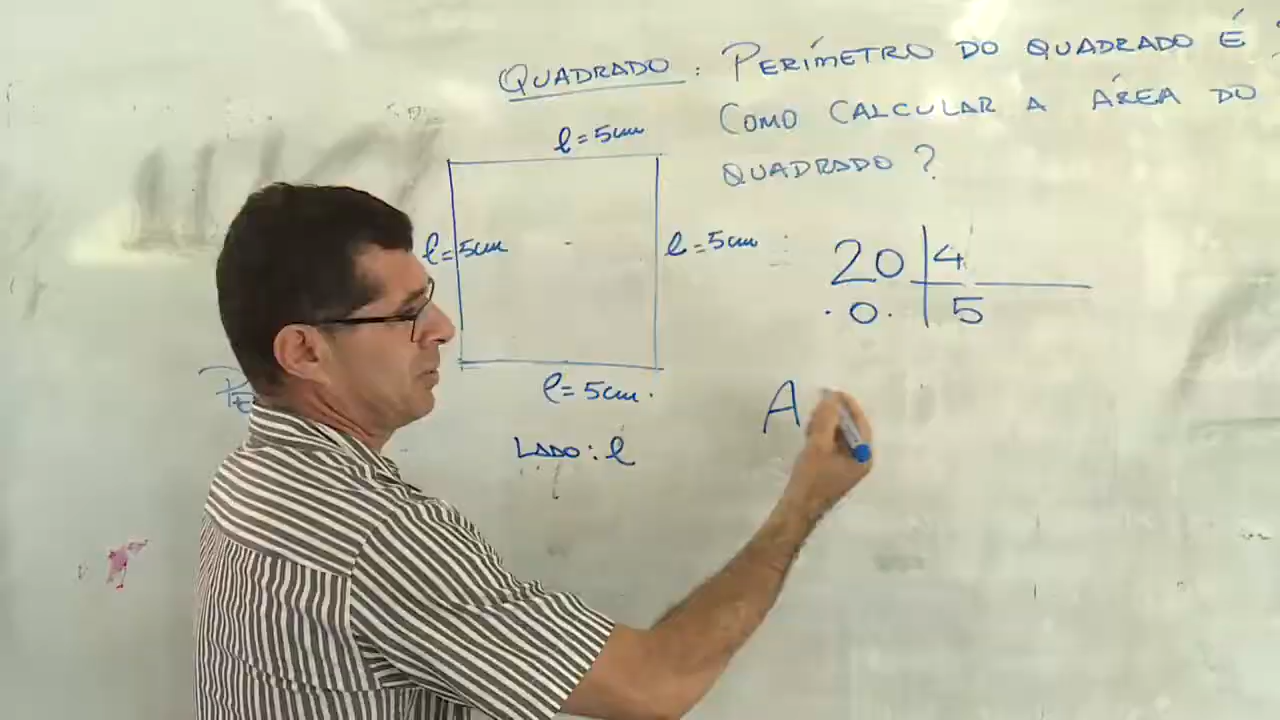 QUADRADO: PERÍMETRO DO QUADRADO É
COMO CALCULAR A ÁREA DO
QUADRADO?
l = 5cm
l = 5cm
l = 5cm
l = 5cm.
LADO: l
20 4
.0. 5
A